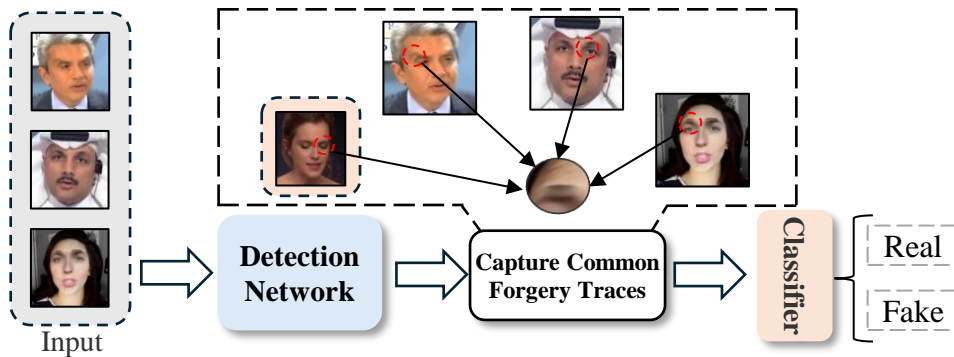 Input
Detection
Network
Capture Common
Forgery Traces
Classifier
Real
Fake